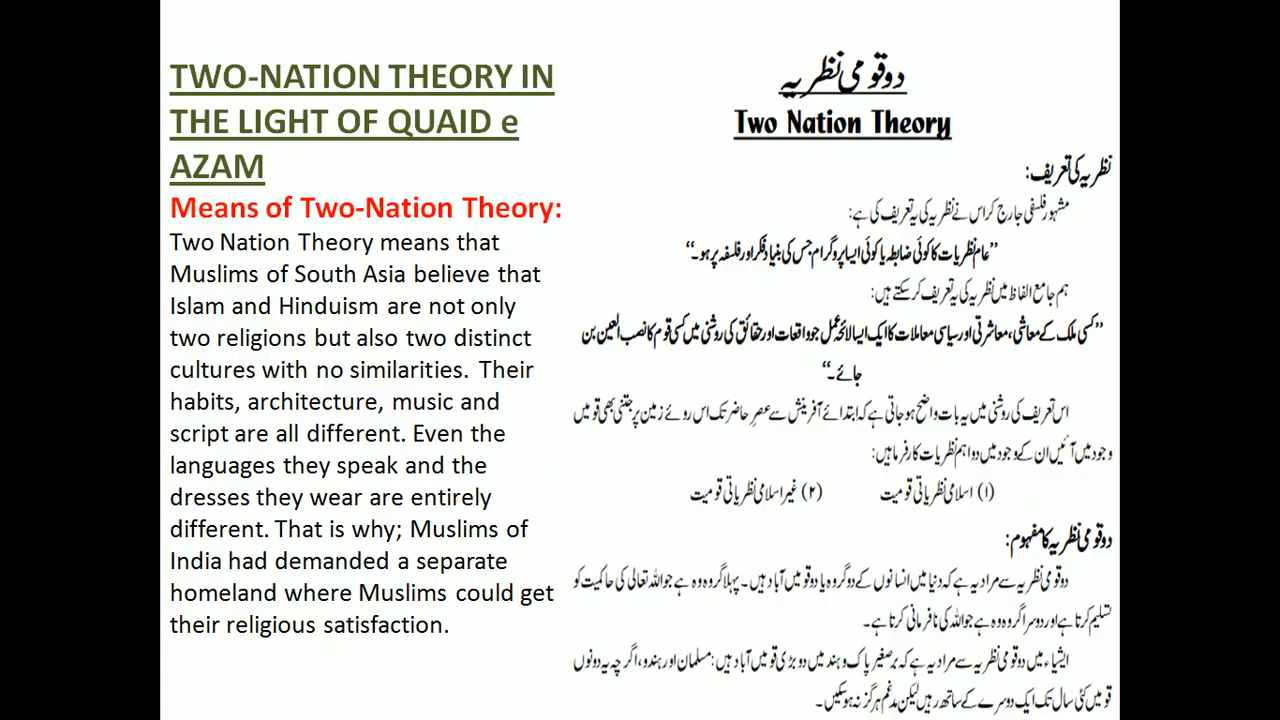 TWO-NATION THEORY IN
THE LIGHT OF QUAID e
AZAM
Means of Two-Nation Theory:
Two Nation Theory means that
Muslims of South Asia believe that
Islam and Hinduism are not only
two religions but also two distinct
cultures with no similarities. Their
habits, architecture, music and
script are all different. Even the
languages they speak and the
dresses they wear are entirely
different. That is why; Muslims of
India had demanded a separate
homeland where Muslims could get
their religious satisfaction.
دو قومی نظریہ
Two Nation Theory
نظریہ کی تعریف:
مشہور فلسفی جارج کراس نے نظریہ کی یہ تعریف کی ہے:
”عام نظریات کا کوئی ضابطہ یا کوئی ایسا پروگرام جس کی بنیاد فکر اور فلسفہ پر ہو۔“
ہم جامع الفاظ میں نظریہ کی یہ تعریف کر سکتے ہیں:
”کسی ملک کے معاشی، معاشرتی اور سیاسی معاملات کا ایک ایسا لائحہ عمل جو واقعات اور حقائق کی روشنی میں کسی قوم کا نصب العین بن
جائے۔“
اس تعریف کی روشنی میں یہ بات واضح ہو جاتی ہے کہ ابتدائے آفرینش سے عصرِ حاضر تک اس روئے زمین پر جتنی بھی قومیں
وجود میں آئیں ان کے وجود میں دو اہم نظریات کارفرما ہیں:
(۱) اسلامی نظریاتی قومیت (۲) غیر اسلامی نظریاتی قومیت
دو قومی نظریہ کا مفہوم:
دو قومی نظریہ سے مراد یہ ہے کہ دنیا میں انسانوں کے دو گروہ یا دو قومیں آباد ہیں۔ پہلا گروہ وہ ہے جو اللہ تعالیٰ کی حاکمیت کو
تسلیم کرتا ہے اور دوسرا گروہ وہ ہے جو اللہ کی نافرمانی کرتا ہے۔
ایشیاء میں دو قومی نظریہ سے مراد یہ ہے کہ برصغیر پاک و ہند میں دو بڑی قومیں آباد ہیں: مسلمان اور ہندو، اگرچہ یہ دونوں
قومیں کئی سال تک ایک دوسرے کے ساتھ رہیں لیکن مدغم ہرگز نہ ہو سکیں۔